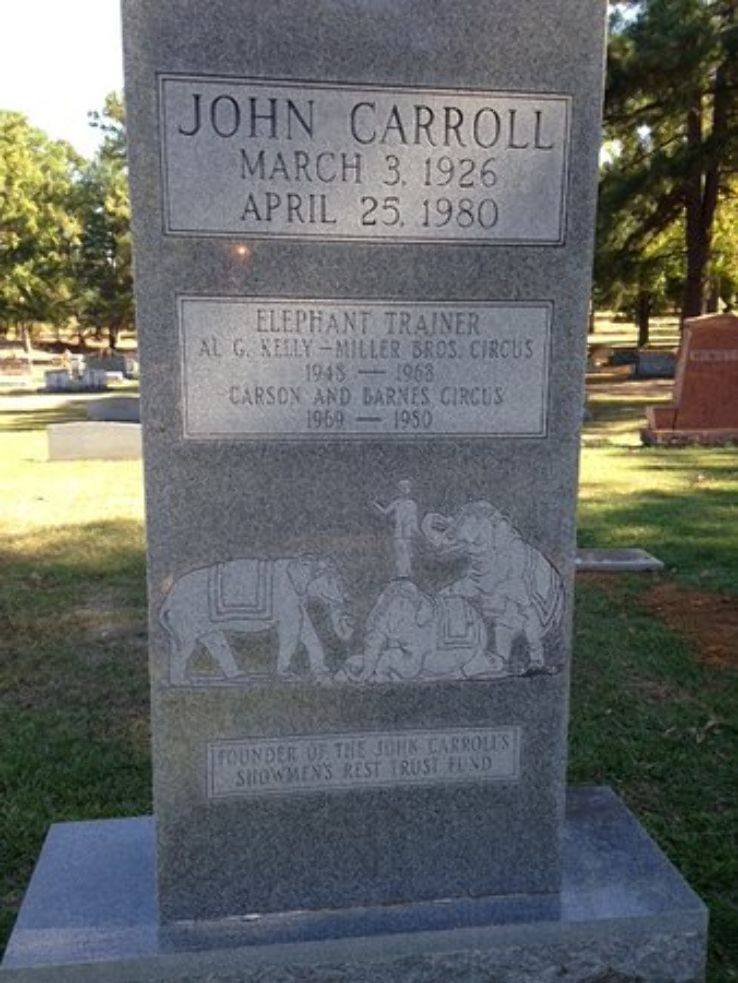 JOHN CARROLL
MARCH 3, 1926
APRIL 25, 1980
ELEPHANT TRAINER
AL G. KELLY – MILLER BROS. CIRCUS
1948 — 1968
CARSON AND BARNES CIRCUS
1969 — 1980
FOUNDER OF THE JOHN CARROLL'S
SHOWMEN'S REST TRUST FUND